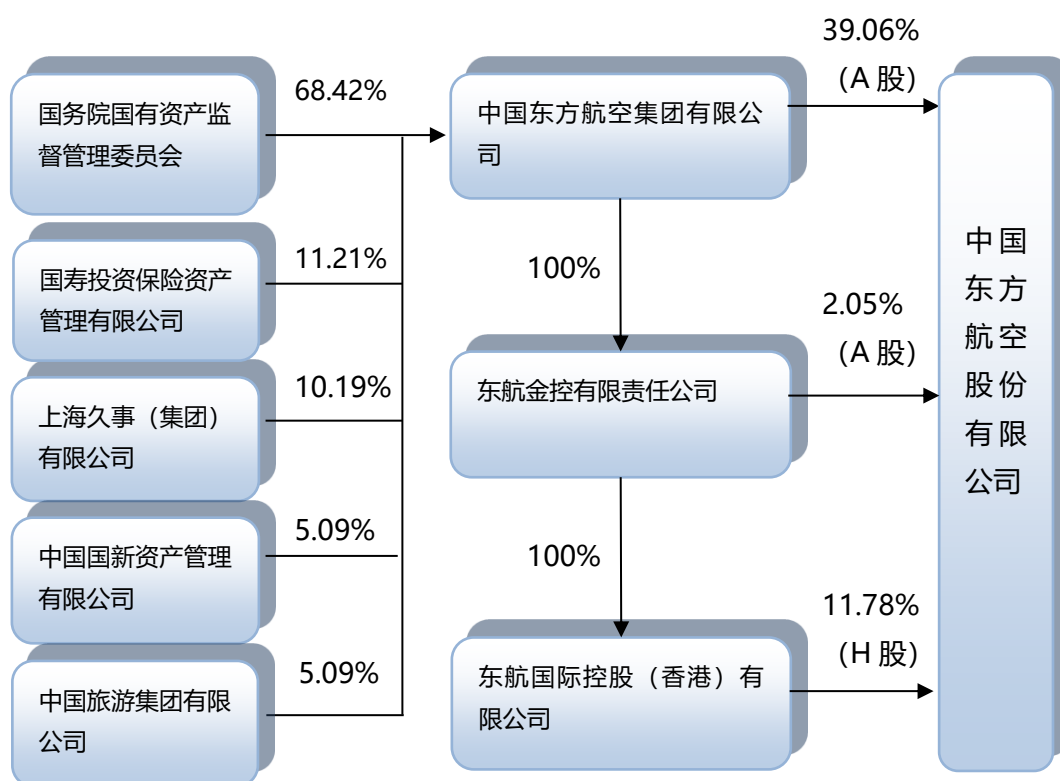 国务院国有资产监
督管理委员会
68.42%
国寿投资保险资产
管理有限公司
11.21%
上海久事（集团）
有限公司
10.19%
中国国新资产管理
有限公司
5.09%
中国旅游集团有限
公司
5.09%
中国东方航空集团有限公
司
100%
东航金控有限责任公司
100%
东航国际控股（香港）有
限公司
39.06%
(A 股)
2.05%
(A 股)
11.78%
(H 股)
中国
东方
航空
股份
有限
公司